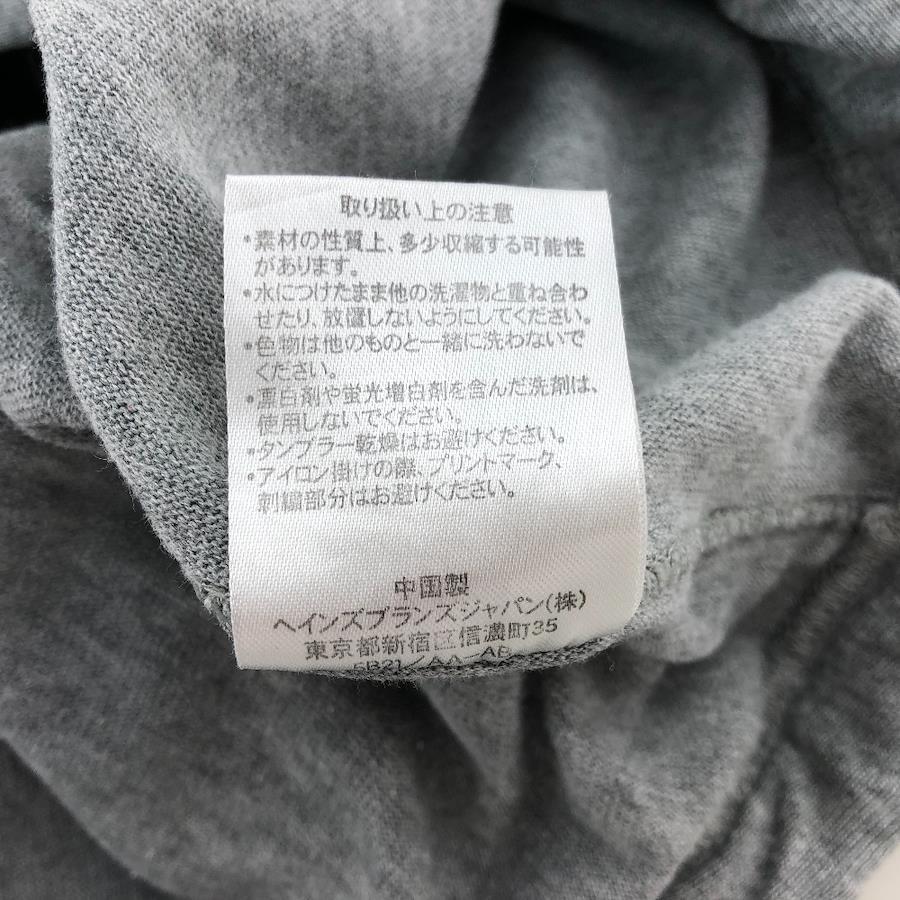 取り扱い上の注意
・素材の性質上、多少収縮する可能性
があります。
・水につけたまま他の洗濯物と重ね合わ
せたり、放置しないようにしてください。
・色物は他のものと一緒に洗わないで
ください。
・漂白剤や蛍光増白剤を含んだ洗剤は、
使用しないでください。
・タンブラー乾燥はお避けください。
・アイロン掛けの際、プリントマーク、
刺繍部分はお避けください。
中国製
ヘインズブランズジャパン(株)
東京都新宿区信濃町35
5B21/AA-AB